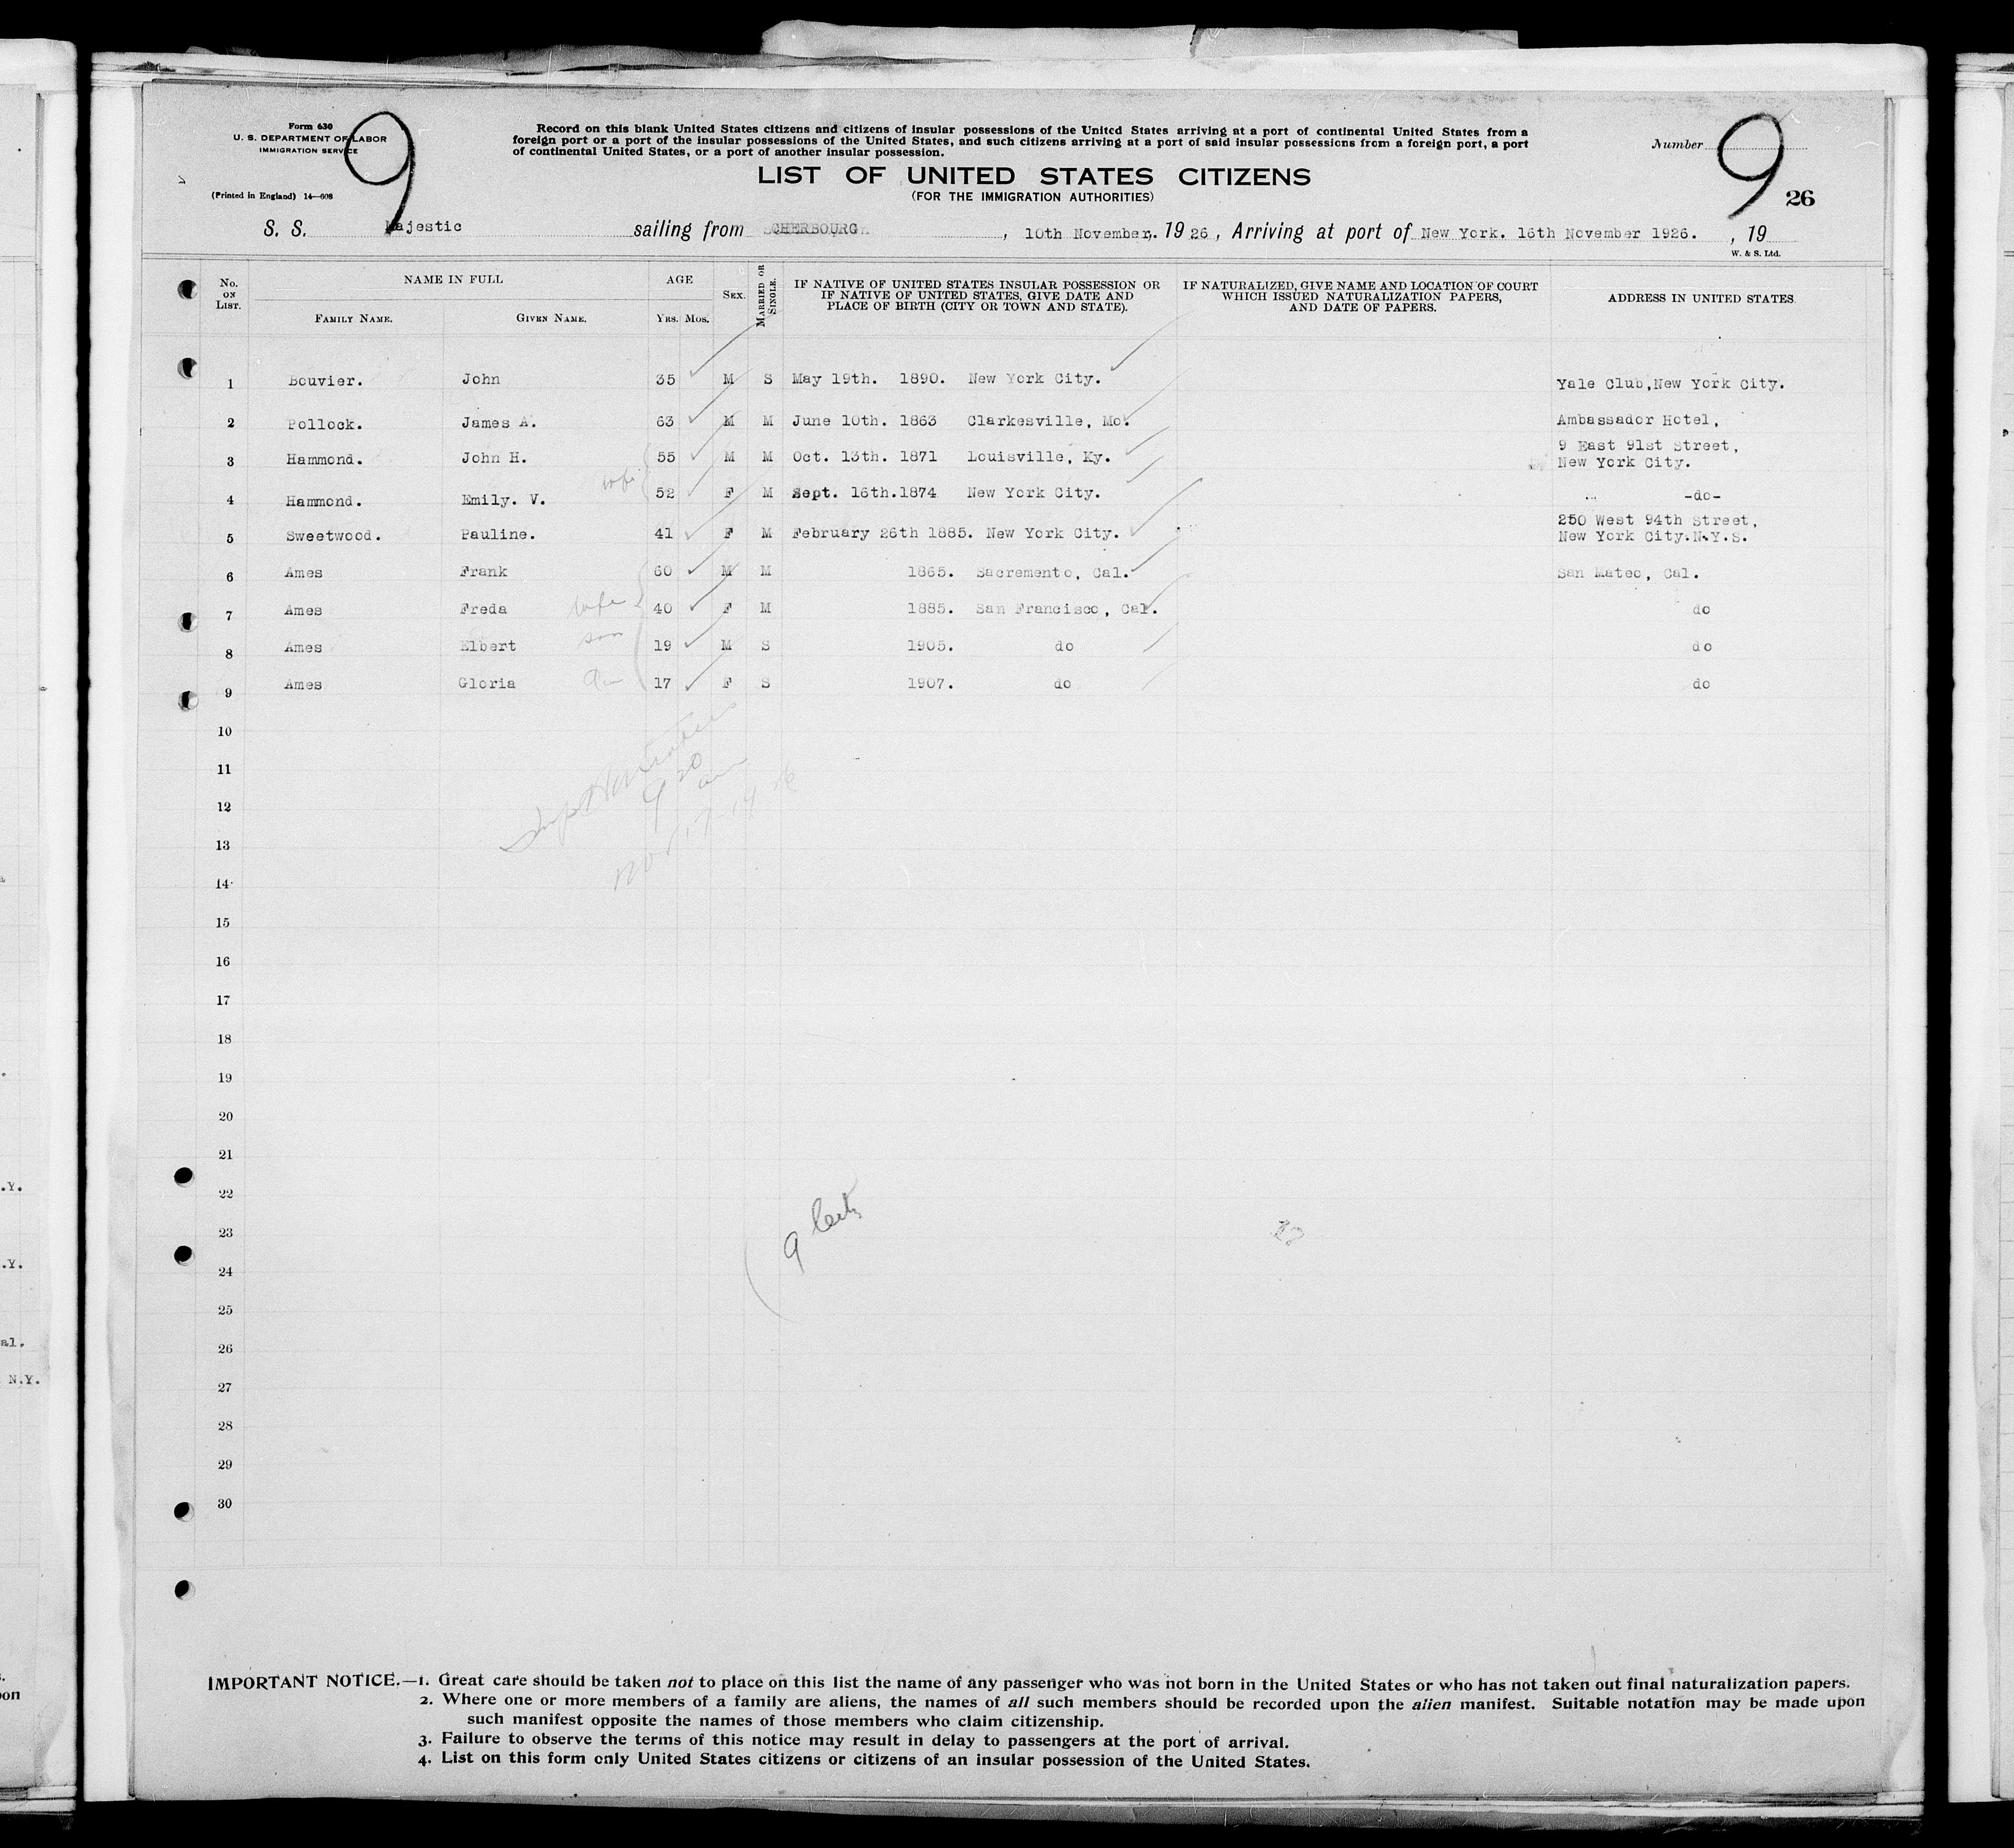 Form 630
U. S. DEPARTMENT OF LABOR
IMMIGRATION SERVICE
(Printed in England) 14—608
9
Record on this blank United States citizens and citizens of insular possessions of the United States arriving at a port of continental United States from a
foreign port or a port of the insular possessions of the United States, and such citizens arriving at a port of said insular possessions from a foreign port, a port
of continental United States, or a port of another insular possession.
LIST OF UNITED STATES CITIZENS
(FOR THE IMMIGRATION AUTHORITIES)
Number 9
26
S. S. Majestic sailing from CHERBOURG, 10th November, 1926, Arriving at port of New York. 16th November 1926. , 19
W. & S. Ltd.
No. ON LIST. NAME IN FULL FAMILY NAME. GIVEN NAME. AGE YRS. MOS. SEX. MARRIED OR SINGLE. IF NATIVE OF UNITED STATES INSULAR POSSESSION OR IF NATIVE OF UNITED STATES, GIVE DATE AND PLACE OF BIRTH (CITY OR TOWN AND STATE). IF NATURALIZED, GIVE NAME AND LOCATION OF COURT WHICH ISSUED NATURALIZATION PAPERS, AND DATE OF PAPERS. ADDRESS IN UNITED STATES
1 Bouvier. John 35 M S May 19th. 1890. New York City. Yale Club, New York City.
2 Pollock. James A. 63 M M June 10th. 1863 Clarkesville, Mo. Ambassador Hotel,
3 Hammond. John H. 55 M M Oct. 13th. 1871 Louisville, Ky. 9 East 91st Street, New York City.
4 Hammond. Emily. V. wife 52 F M Sept. 16th. 1874 New York City. -do-
5 Sweetwood. Pauline. 41 F M February 26th 1885. New York City. 250 West 94th Street, New York City. N.Y.S.
6 Ames Frank 60 M M 1865. Sacremento, Cal. San Mateo, Cal.
7 Ames Freda wife 40 F M 1885. San Francisco, Cal. do
8 Ames Elbert son 19 M S 1905. do do
9 Ames Gloria 17 F S 1907. do do
10
11
12
13
14
15
16
17
18
19
20
21
22
23
24
25
26
27
28
29
30
IMPORTANT NOTICE.—1. Great care should be taken not to place on this list the name of any passenger who was not born in the United States or who has not taken out final naturalization papers.
2. Where one or more members of a family are aliens, the names of all such members should be recorded upon the alien manifest. Suitable notation may be made upon
such manifest opposite the names of those members who claim citizenship.
3. Failure to observe the terms of this notice may result in delay to passengers at the port of arrival.
4. List on this form only United States citizens or citizens of an insular possession of the United States.